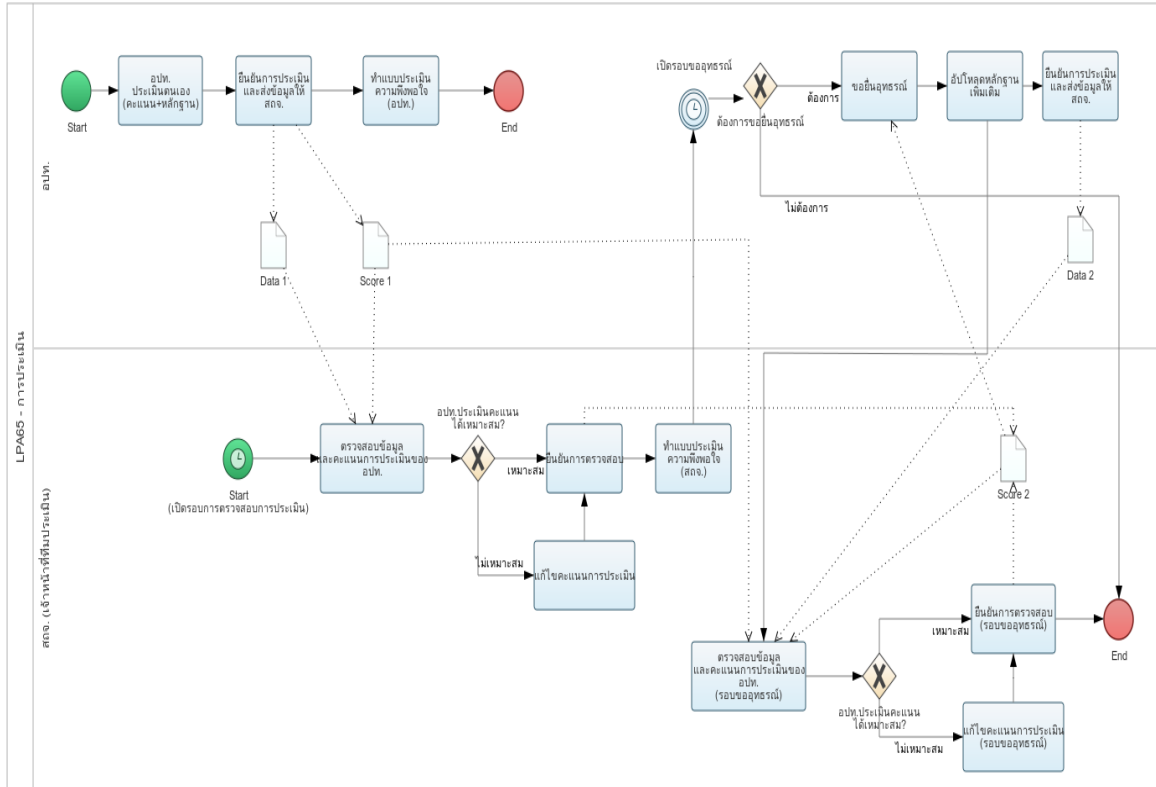 LPA65 - การประเมิน
อปท.
Start
อปท.
ประเมินตนเอง
(คะแนน+หลักฐาน)
ยืนยันการประเมิน
และส่งข้อมูลให้
สถจ.
ทำแบบประเมิน
ความพึงพอใจ
(อปท.)
End
Data 1
Score 1
เปิดรอบขออุทธรณ์
ต้องการขอยื่นอุทธรณ์
ต้องการ
ไม่ต้องการ
ขอยื่นอุทธรณ์
อัปโหลดหลักฐาน
เพิ่มเติม
ยืนยันการประเมิน
และส่งข้อมูลให้
สถจ.
Data 2
สถจ. (เจ้าหน้าที่ทีมประเมิน)
Start
(เปิดรอบการตรวจสอบการประเมิน)
ตรวจสอบข้อมูล
และคะแนนการประเมินของ
อปท.
อปท.ประเมินคะแนน
ได้เหมาะสม?
เหมาะสม
ไม่เหมาะสม
ยืนยันการตรวจสอบ
แก้ไขคะแนนการประเมิน
ทำแบบประเมิน
ความพึงพอใจ
(สถจ.)
Score 2
ตรวจสอบข้อมูล
และคะแนนการประเมินของ
อปท.
(รอบขออุทธรณ์)
อปท.ประเมินคะแนน
ได้เหมาะสม?
เหมาะสม
ไม่เหมาะสม
ยืนยันการตรวจสอบ
(รอบขออุทธรณ์)
แก้ไขคะแนนการประเมิน
(รอบขออุทธรณ์)
End